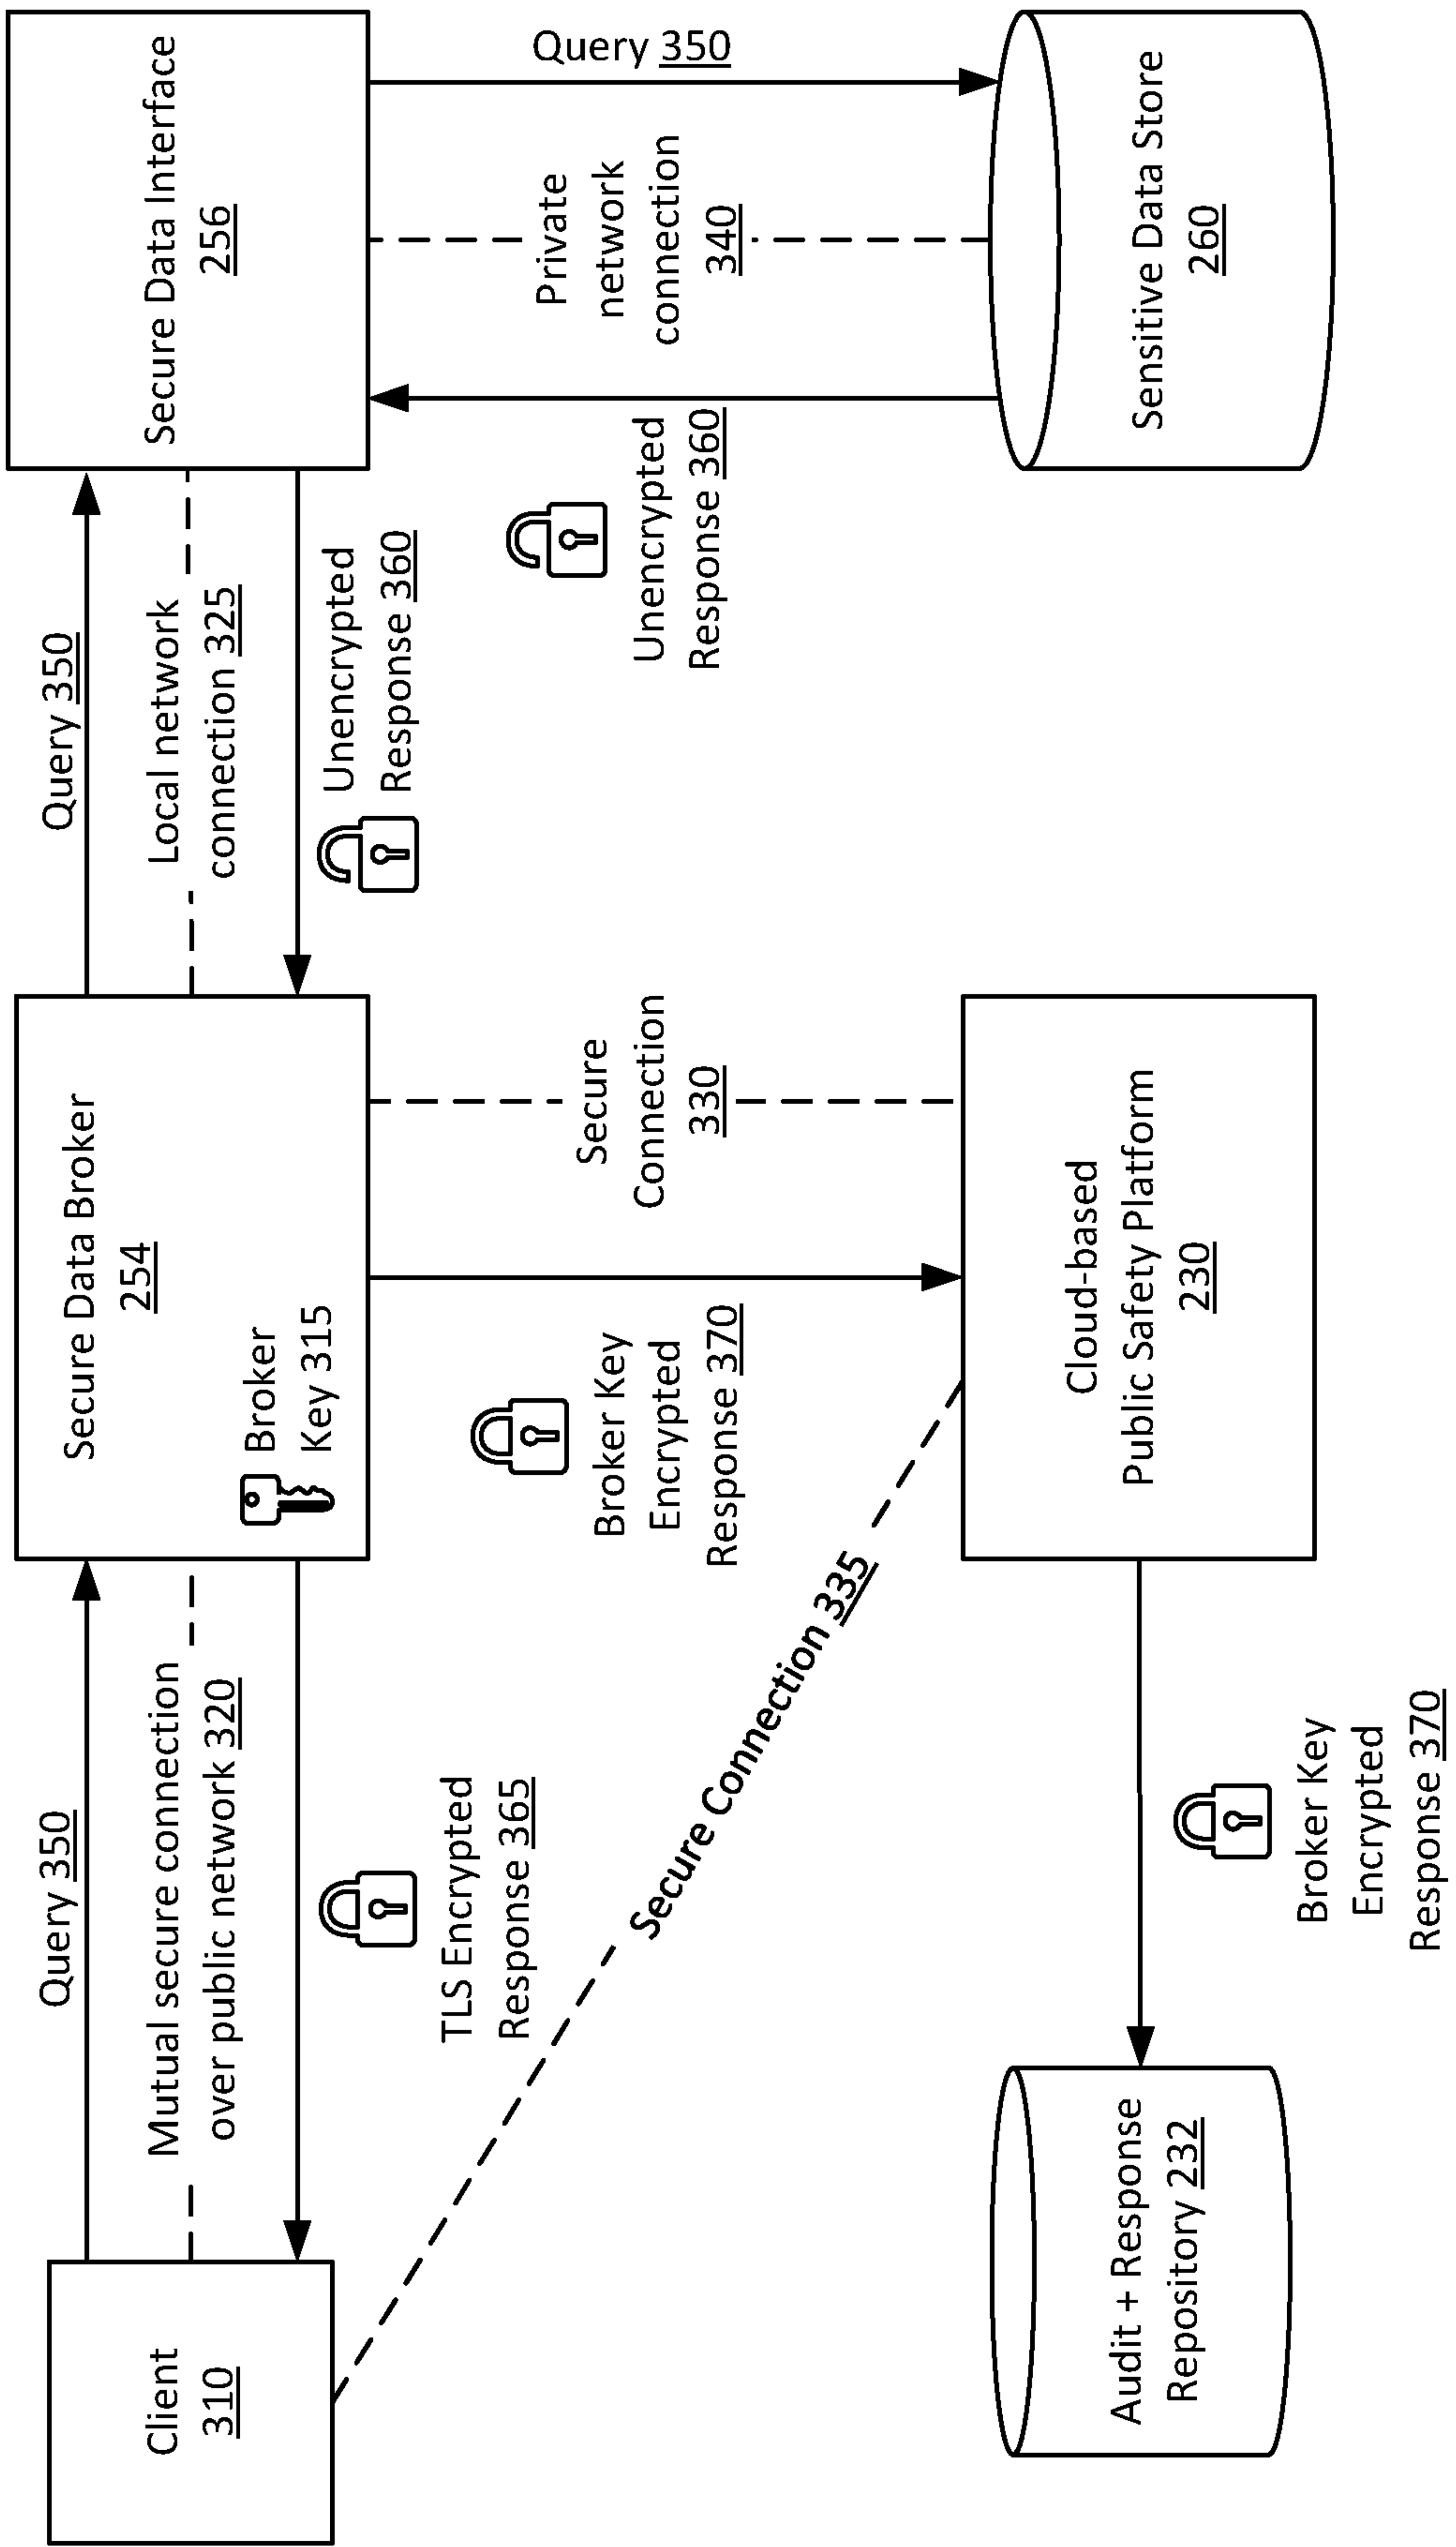 Client
310
Query 350
Mutual secure connection
over public network 320
TLS Encrypted
Response 365
Secure Data Broker
254
Broker
Key 315
Query 350
Local network
connection 325
Unencrypted
Response 360
Secure Data Interface
256
Secure Connection 335
Broker Key
Encrypted
Response 370
Secure
Connection
330
Unencrypted
Response 360
Private
network
connection
340
Query 350
Audit + Response
Repository 232
Broker Key
Encrypted
Response 370
Cloud-based
Public Safety Platform
230
Sensitive Data Store
260